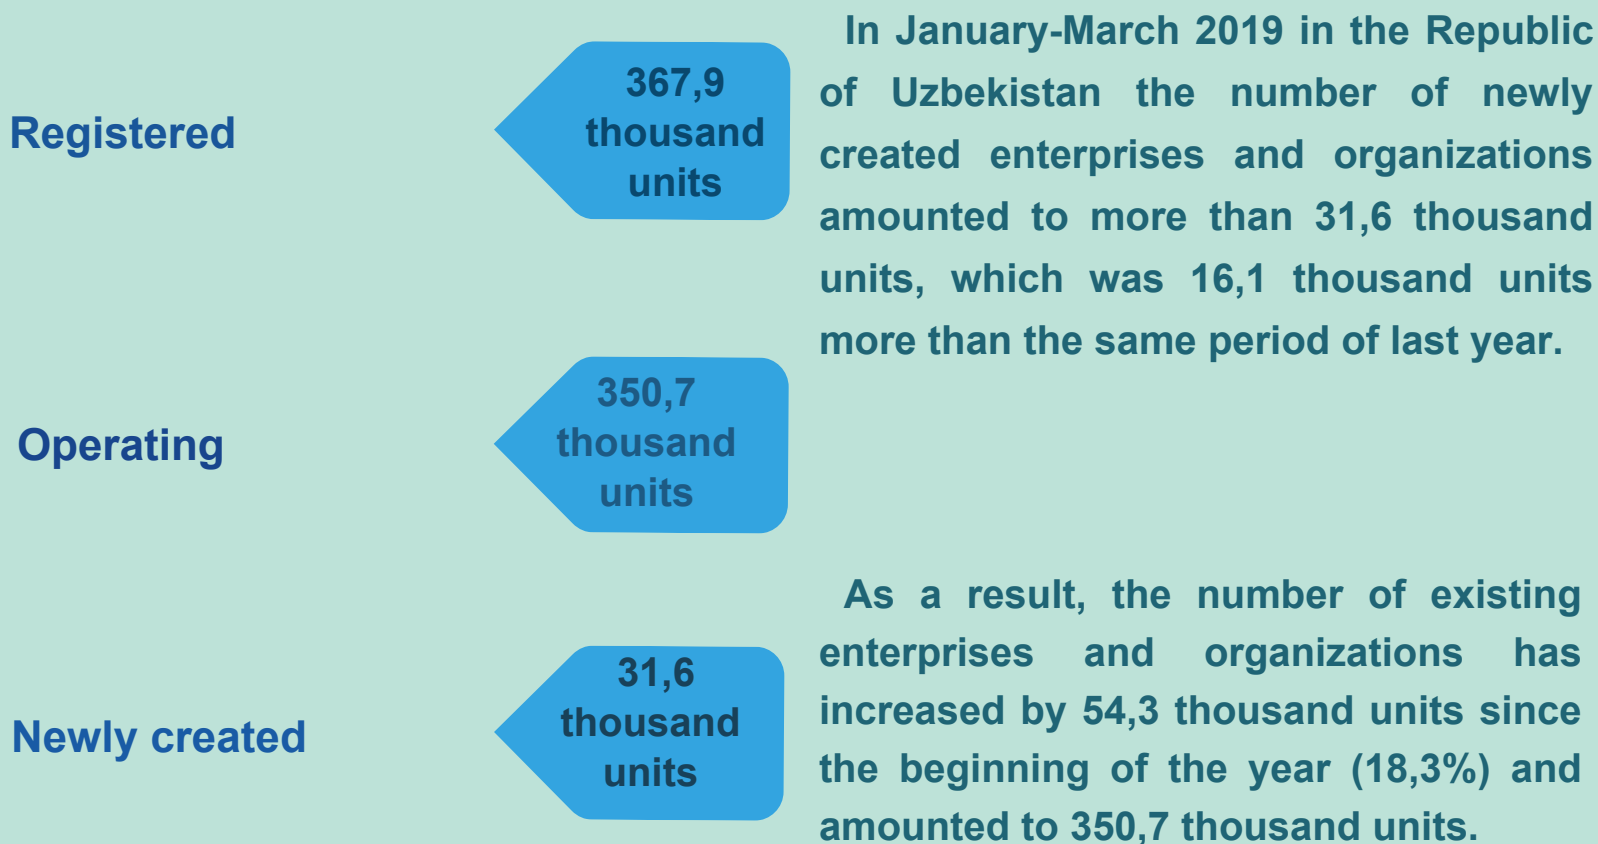 Registered
367,9
thousand
units
In January-March 2019 in the Republic
of Uzbekistan the number of newly
created enterprises and organizations
amounted to more than 31,6 thousand
units, which was 16,1 thousand units
more than the same period of last year.
Operating
350,7
thousand
units
Newly created
31,6
thousand
units
As a result, the number of existing
enterprises and organizations has
increased by 54,3 thousand units since
the beginning of the year (18,3%) and
amounted to 350,7 thousand units.